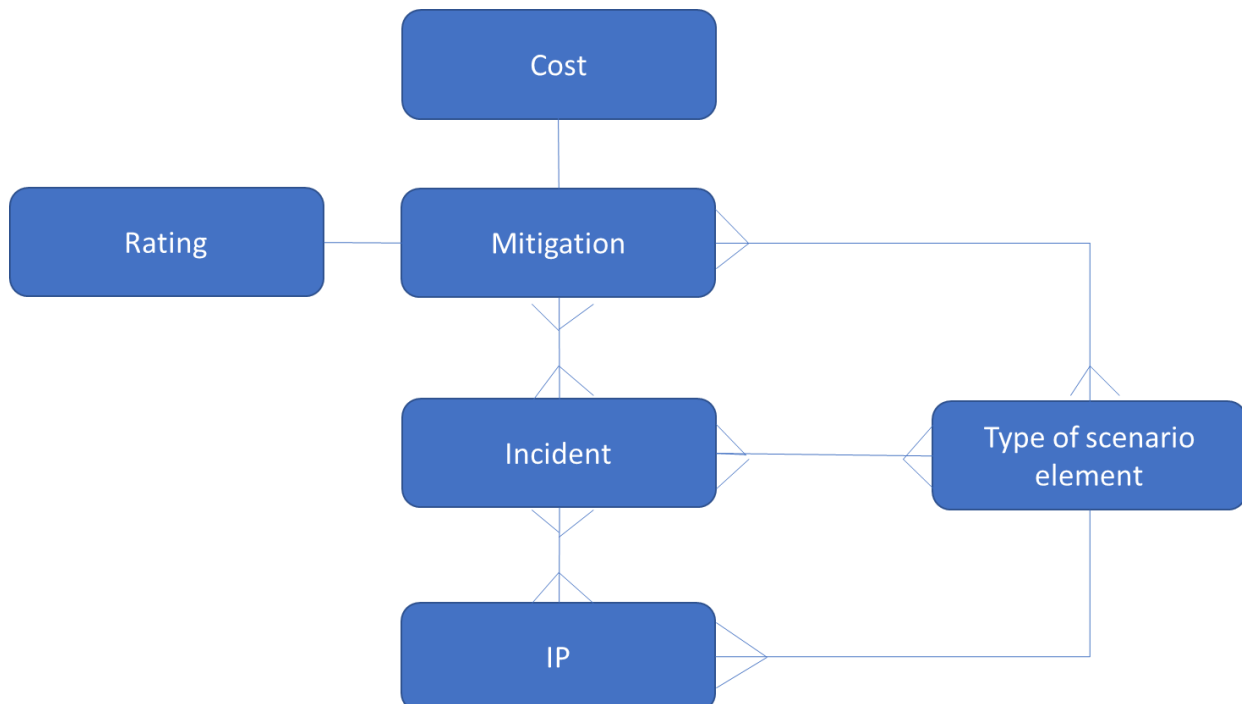 Cost
Rating
Mitigation
Incident
Type of scenario
element
IP